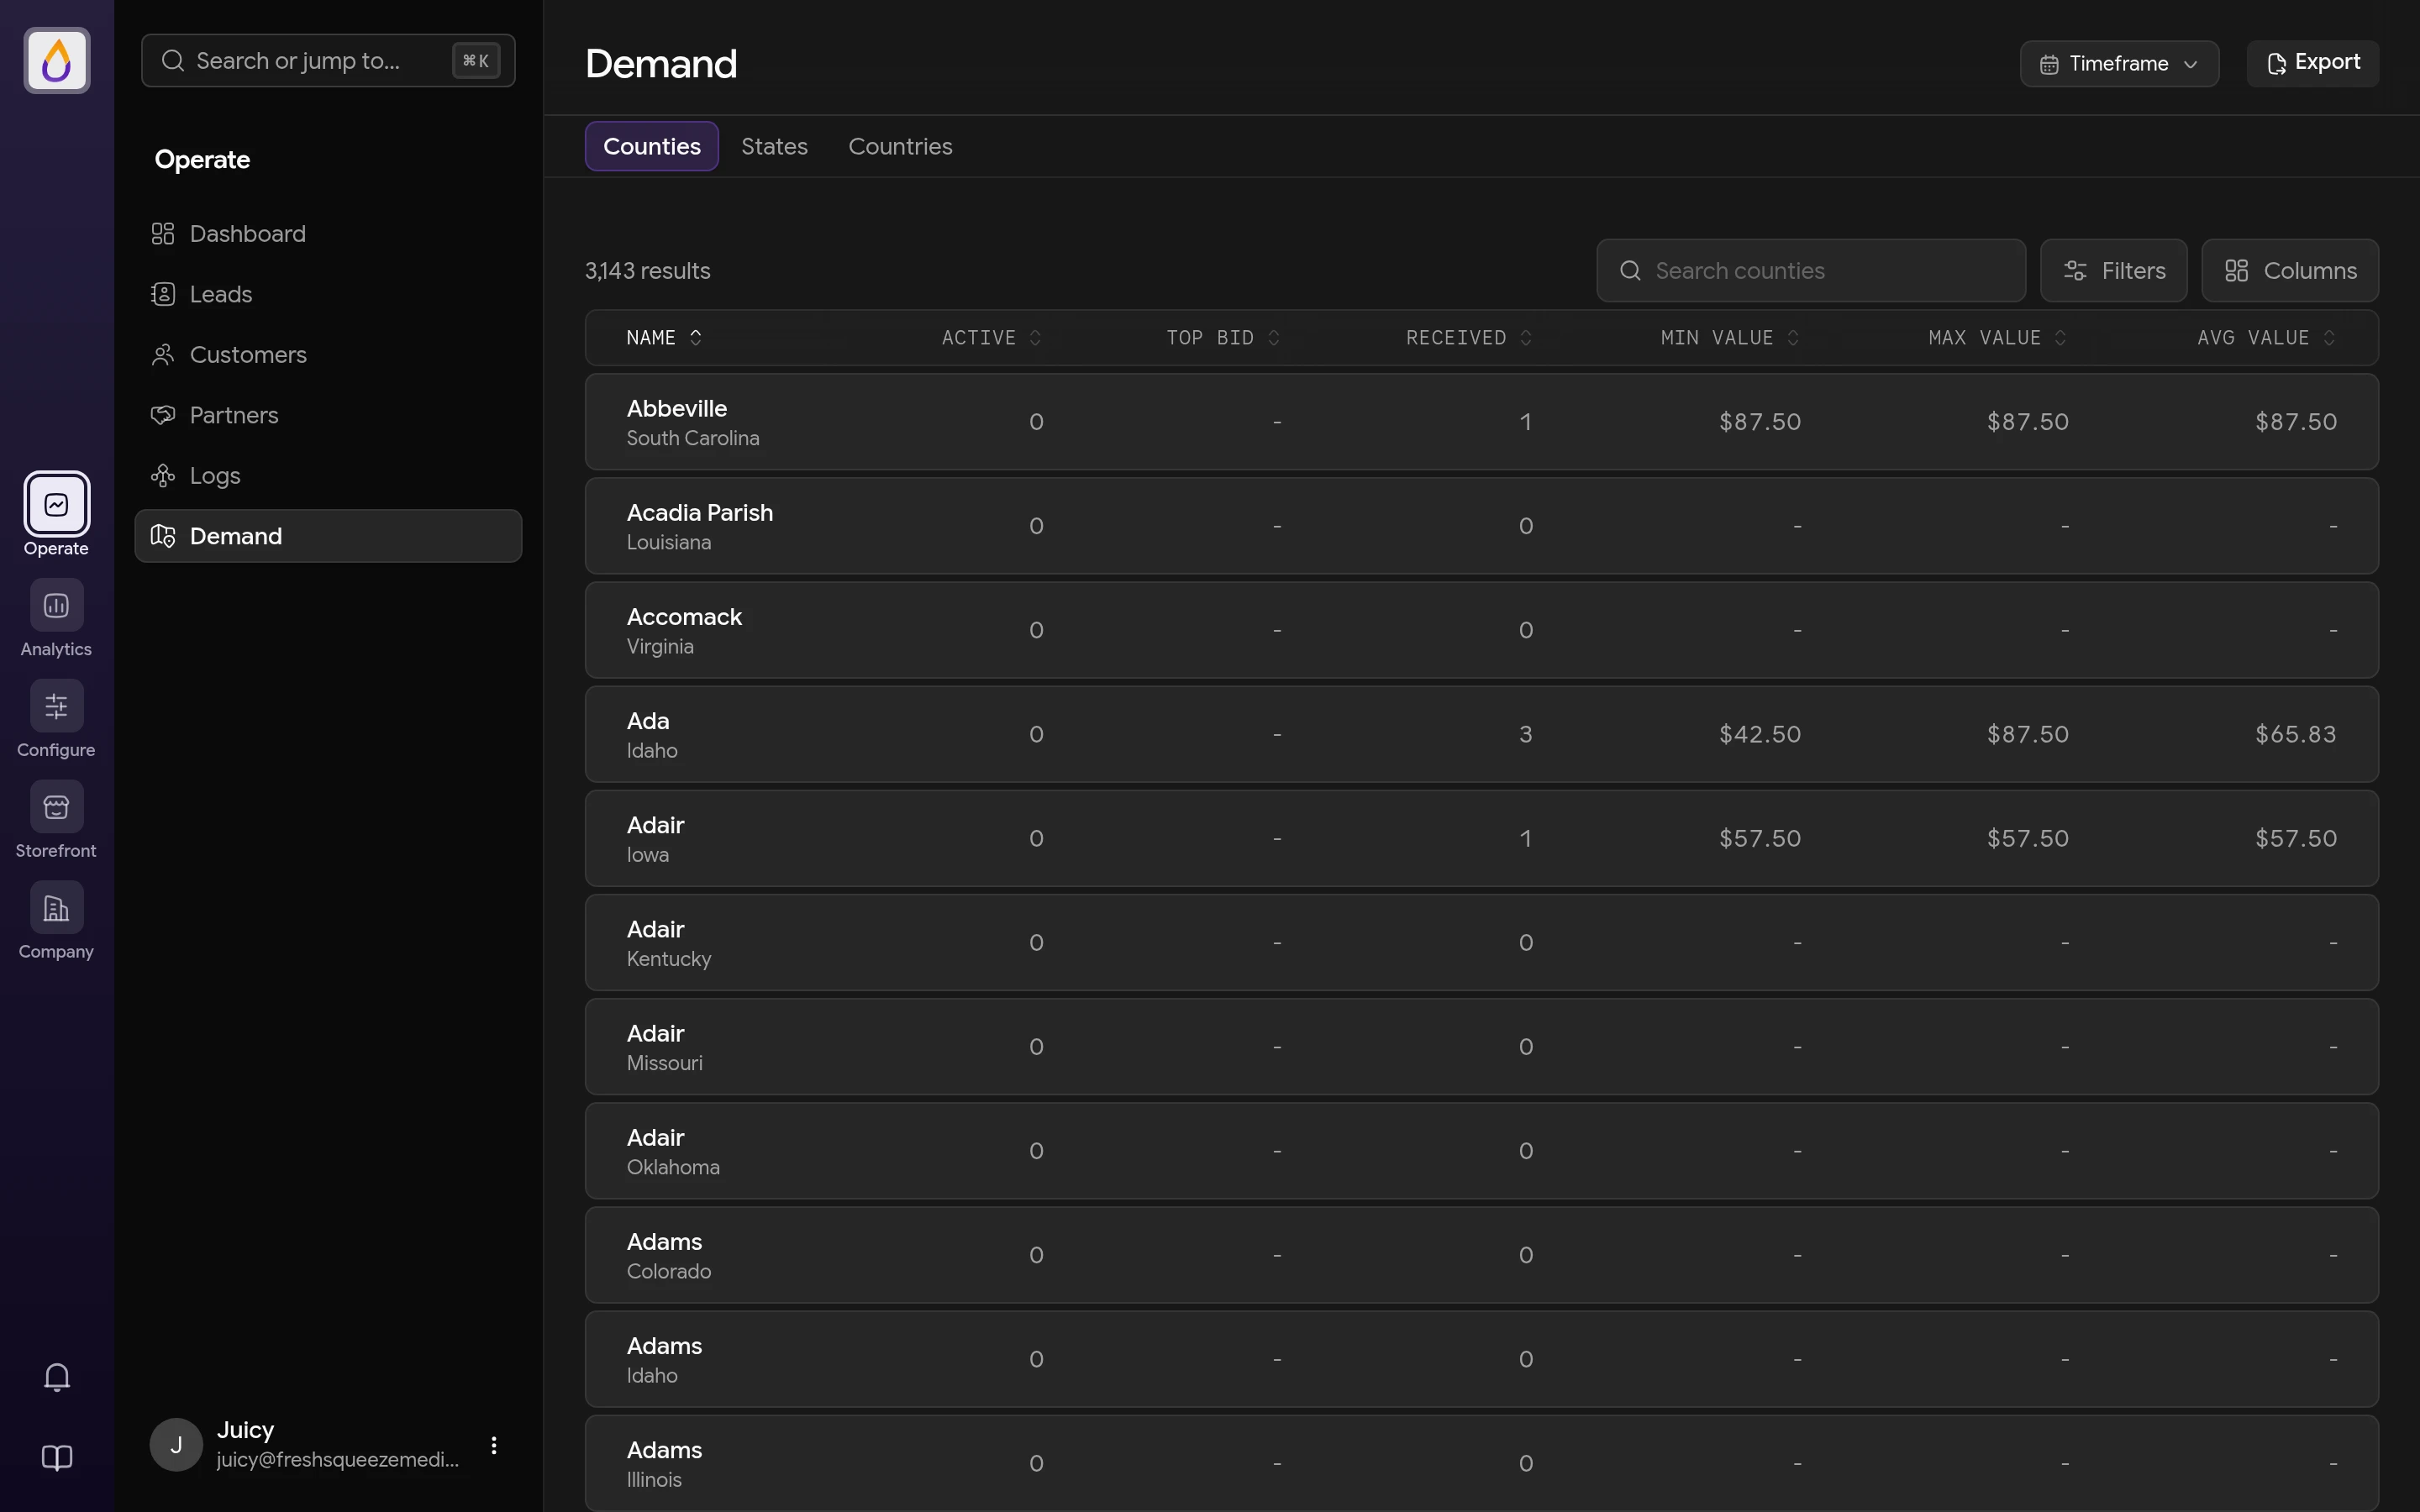 Search or jump to...
⌘K
Operate
Dashboard
Leads
Customers
Partners
Logs
Demand
Operate
Analytics
Configure
Storefront
Company
J
Juicy
juicy@freshsqueezemedi...
Demand
Timeframe
Export
Counties States Countries
3,143 results
Search counties
Filters
Columns
NAME ACTIVE TOP BID RECEIVED MIN VALUE MAX VALUE AVG VALUE
Abbeville
South Carolina
0 - 1 $87.50 $87.50 $87.50
Acadia Parish
Louisiana
0 - 0 - - -
Accomack
Virginia
0 - 0 - - -
Ada
Idaho
0 - 3 $42.50 $87.50 $65.83
Adair
Iowa
0 - 1 $57.50 $57.50 $57.50
Adair
Kentucky
0 - 0 - - -
Adair
Missouri
0 - 0 - - -
Adair
Oklahoma
0 - 0 - - -
Adams
Colorado
0 - 0 - - -
Adams
Idaho
0 - 0 - - -
Adams
Illinois
0 - 0 - - -